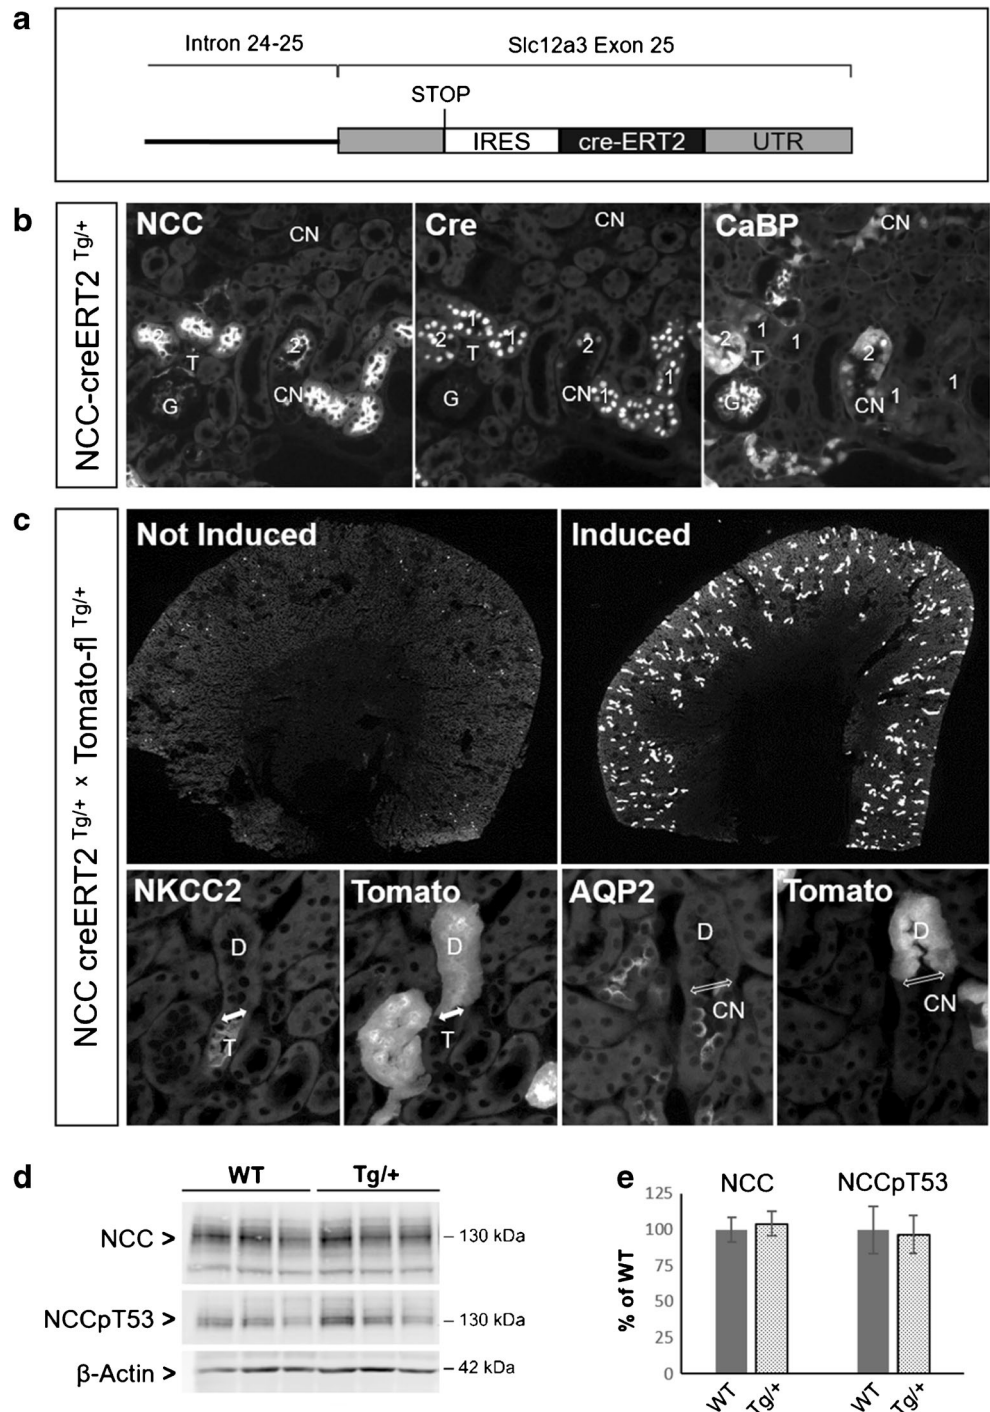 a
Intron 24-25 Slc12a3 Exon 25
STOP
IRES cre-ERT2 UTR
b
NCC-creERT2 Tg/+
NCC CN 2 2 T G CN
Cre CN 1 2 T 1 2 G CN 1 1
CaBP CN 2 1 T 1 2 G CN 1 1
c
NCC creERT2 Tg/+ x Tomato-fl Tg/+
Not Induced
Induced
NKCC2 D T
Tomato D T
AQP2 D CN
Tomato D CN
d
WT Tg/+
NCC > – 130 kDa
NCCpT53 > – 130 kDa
β-Actin > – 42 kDa
e
NCC NCCpT53
% of WT
125
100
75
50
25
0
WT Tg/+ WT Tg/+